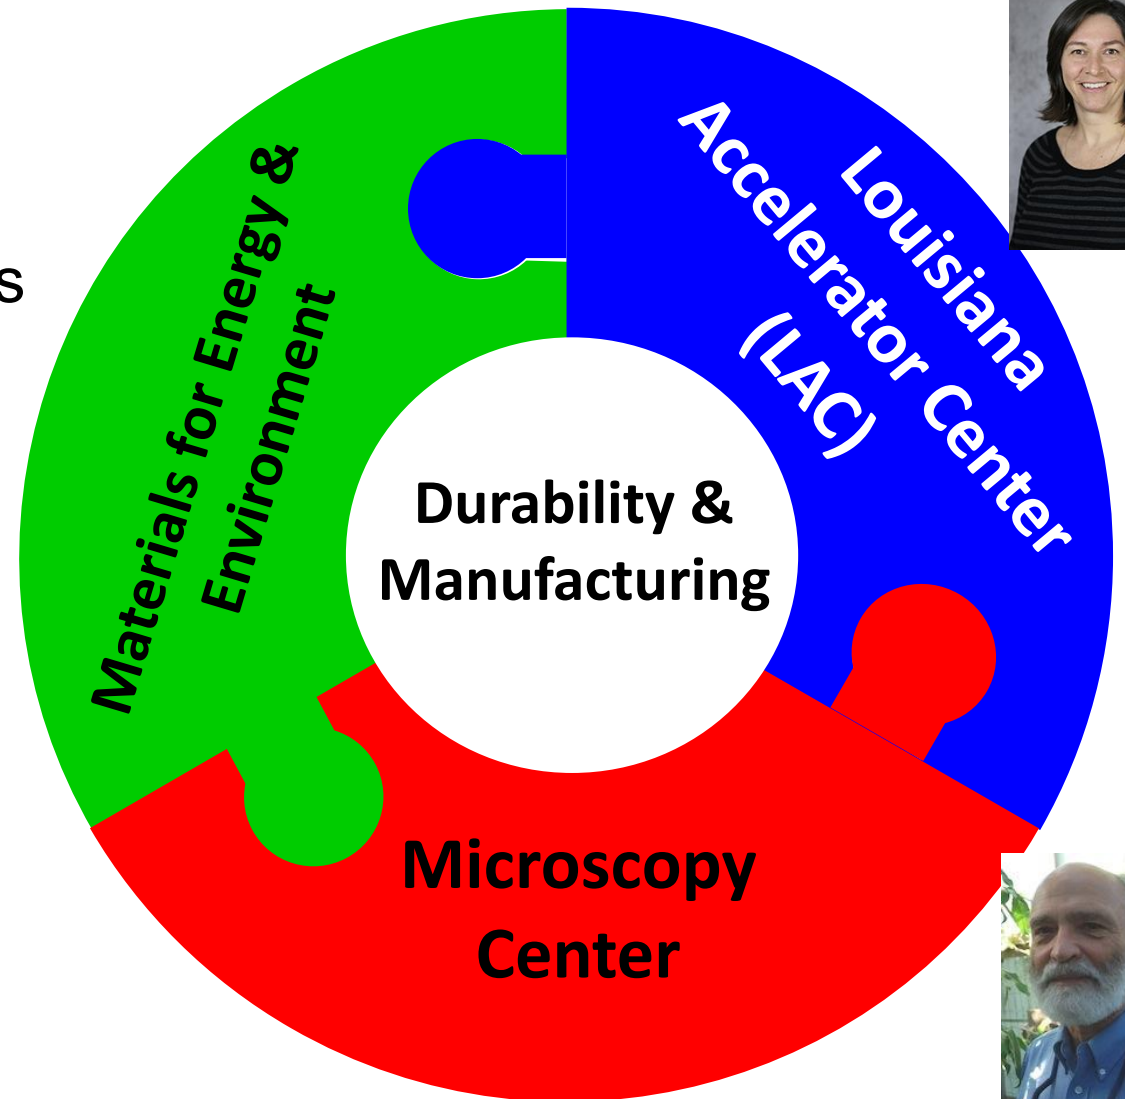 Materials for Energy &
Environment
Louisiana
Accelerator Center
(LAC)
s
Durability &
Manufacturing
Microscopy
Center